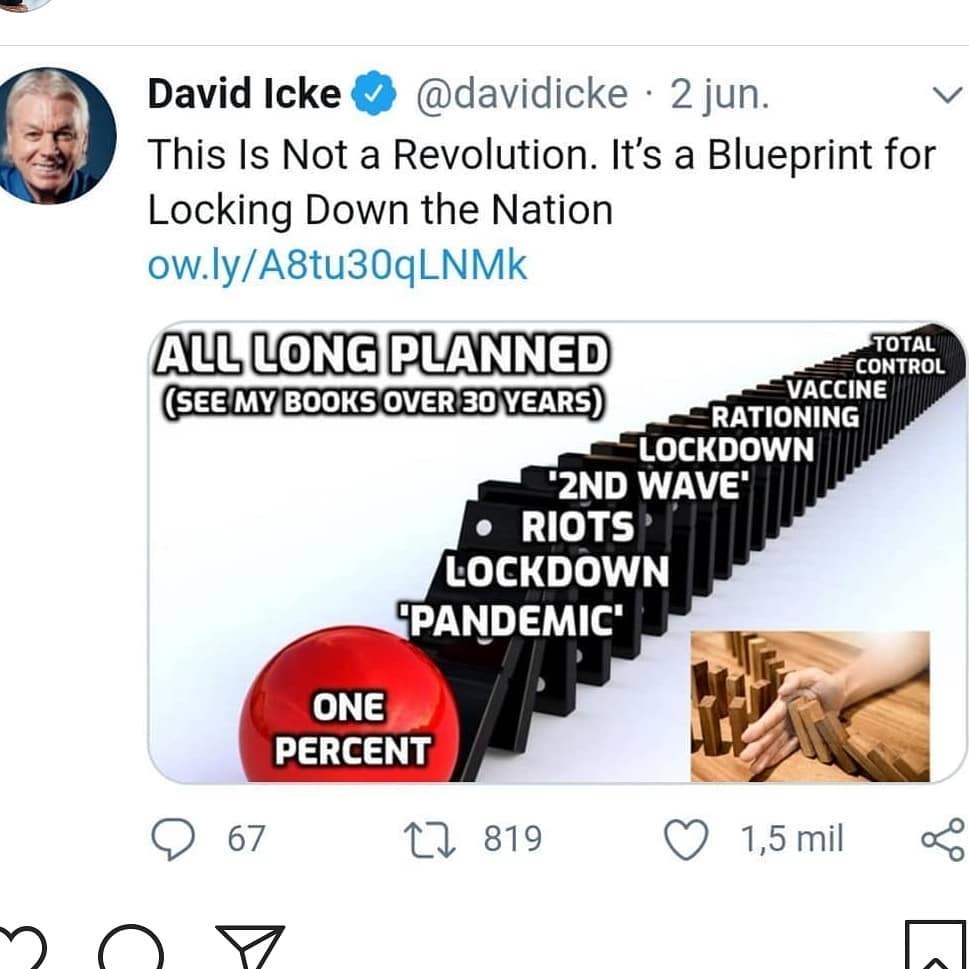 David Icke @davidicke · 2 jun.
This Is Not a Revolution. It's a Blueprint for
Locking Down the Nation
ow.ly/A8tu30qLNMk
ALL LONG PLANNED
(SEE MY BOOKS OVER 30 YEARS)
TOTAL
CONTROL
VACCINE
RATIONING
LOCKDOWN
'2ND WAVE'
RIOTS
LOCKDOWN
'PANDEMIC'
ONE
PERCENT
67 819 1,5 mil